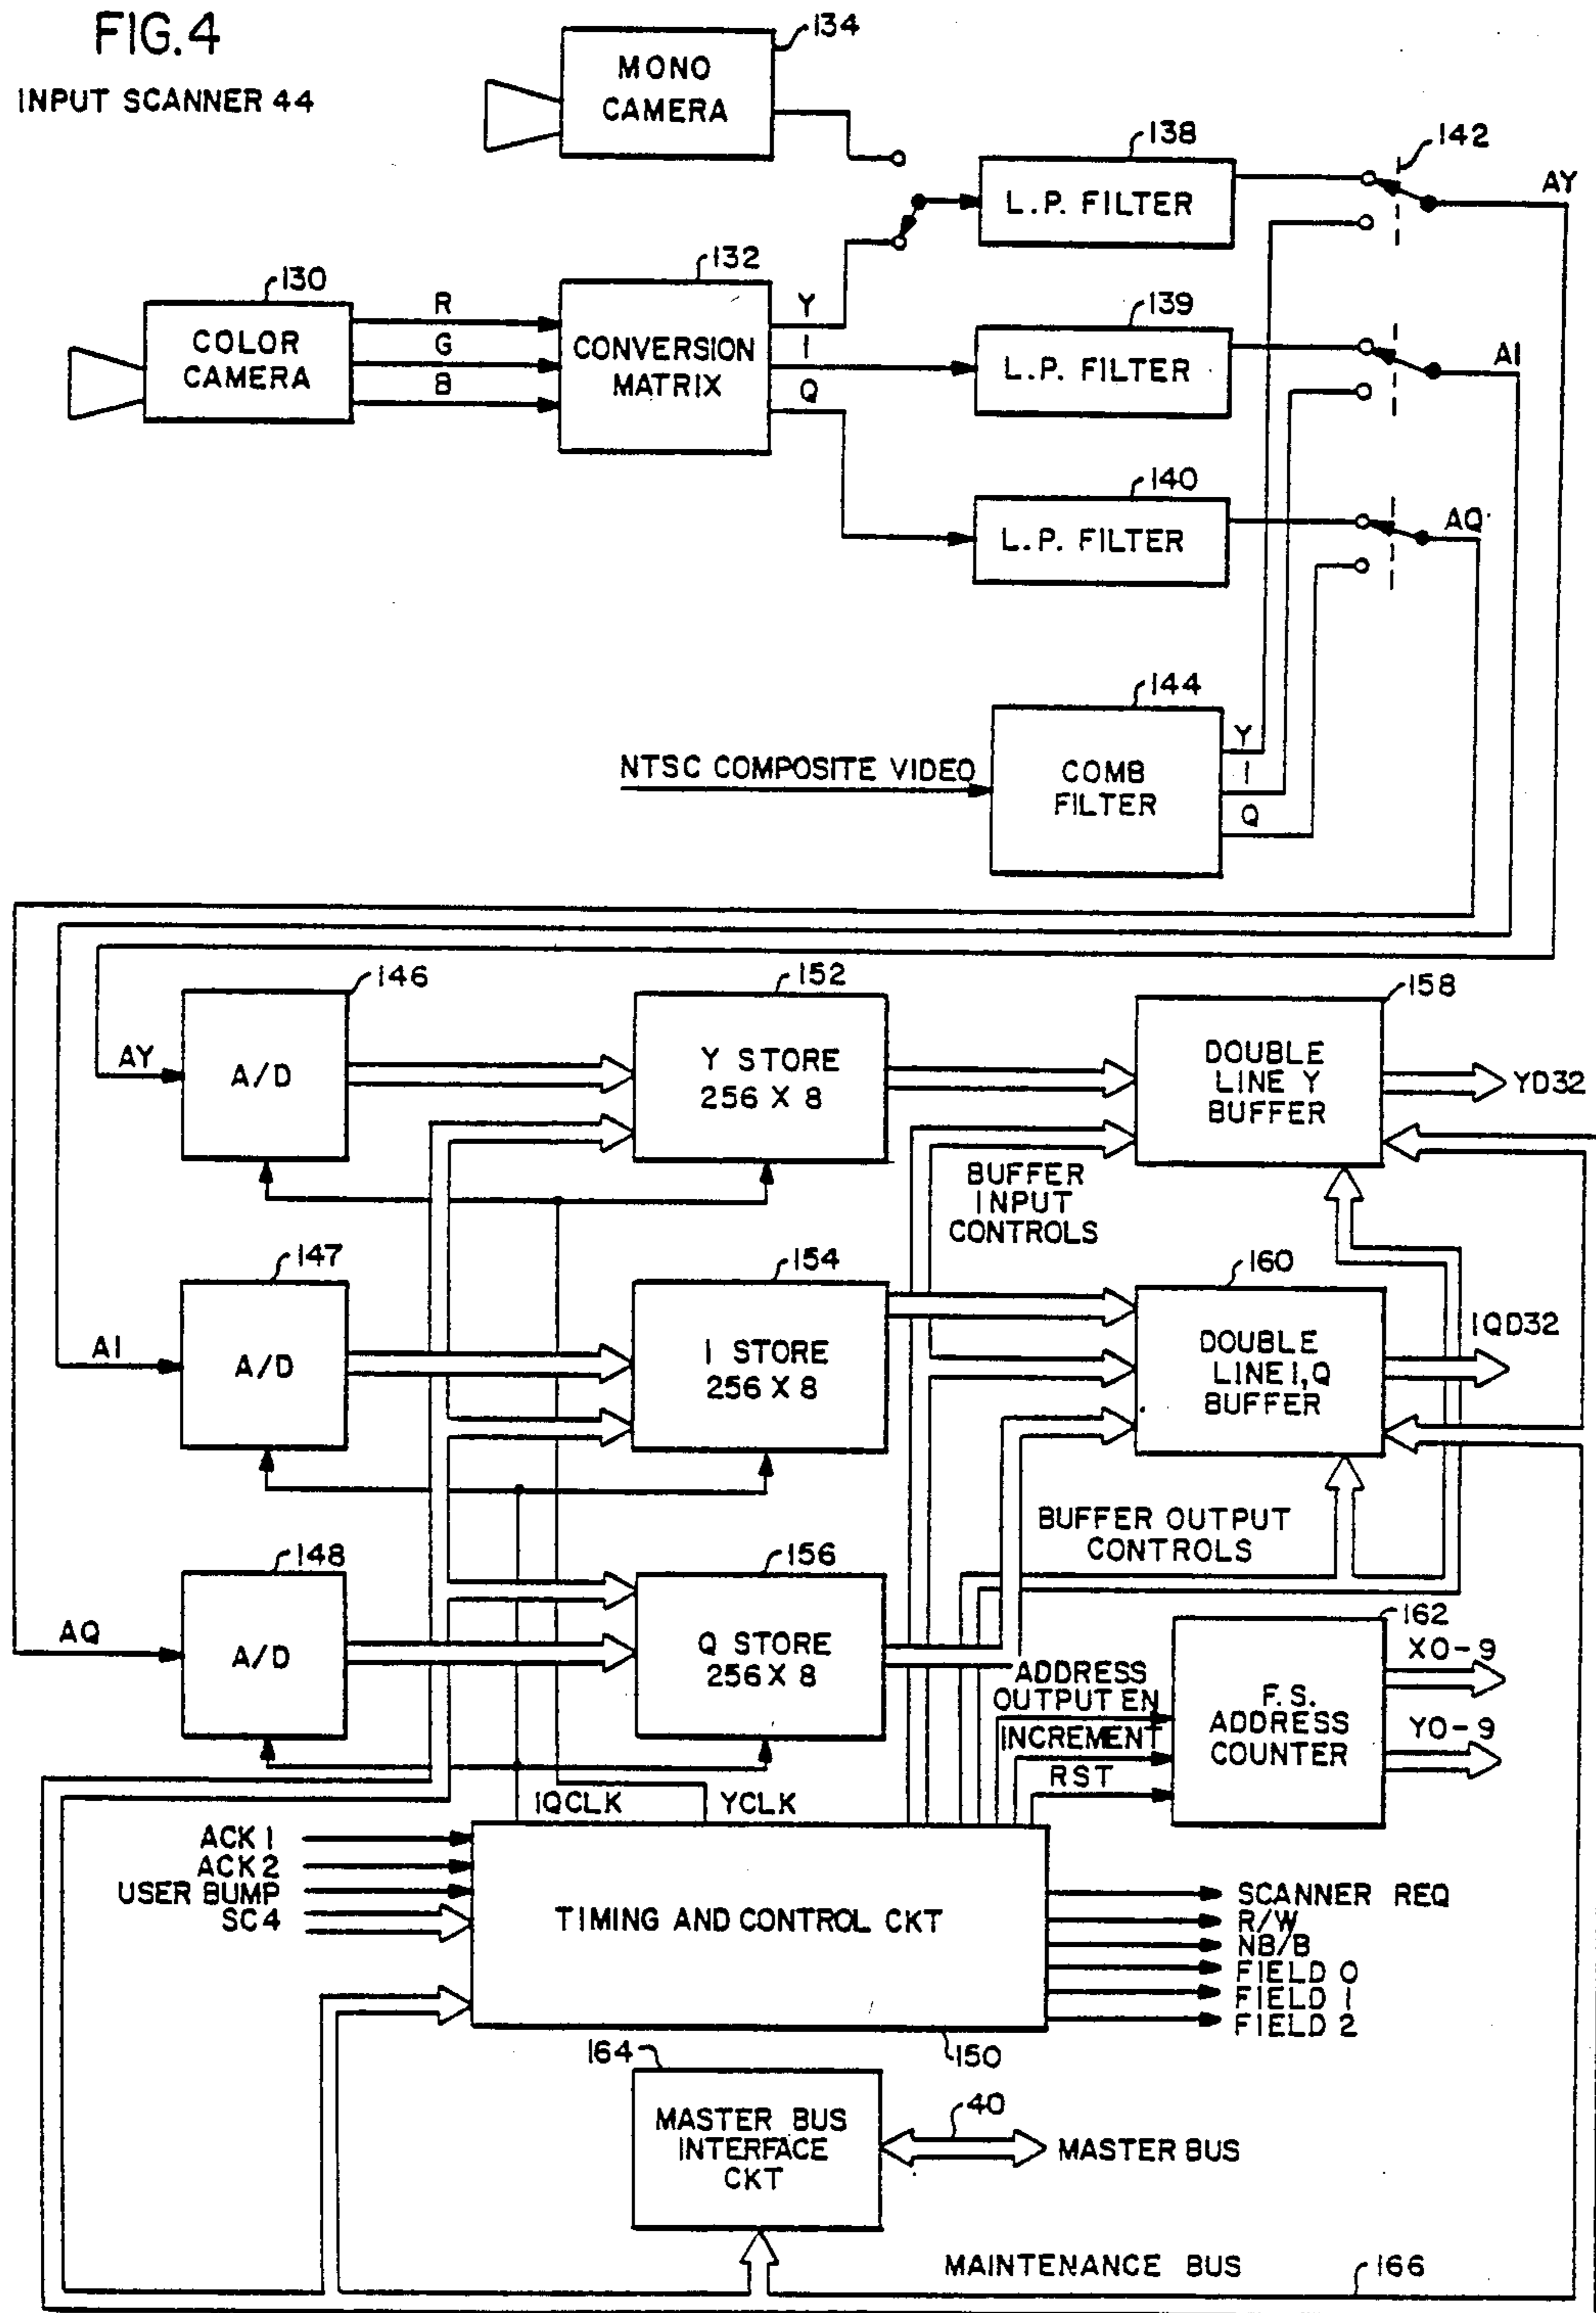 FIG. 4
INPUT SCANNER 44
134
MONO
CAMERA
138
L.P. FILTER
142
AY
130
COLOR
CAMERA
R
G
B
132
CONVERSION
MATRIX
Y
I
Q
139
L.P. FILTER
AI
140
L.P. FILTER
AQ
144
NTSC COMPOSITE VIDEO
COMB
FILTER
Y
I
Q
146
AY
A/D
152
Y STORE
256 X 8
158
DOUBLE
LINE Y
BUFFER
YD32
BUFFER
INPUT
CONTROLS
147
AI
A/D
154
I STORE
256 X 8
160
DOUBLE
LINE I, Q
BUFFER
IQD32
BUFFER OUTPUT
CONTROLS
148
AQ
A/D
156
Q STORE
256 X 8
162
F.S.
ADDRESS
COUNTER
X0-9
Y0-9
ADDRESS
OUTPUT EN
INCREMENT
RST
IQCLK
YCLK
ACK 1
ACK 2
USER BUMP
SC4
TIMING AND CONTROL CKT
150
SCANNER REQ
R/W
NB/B
FIELD 0
FIELD 1
FIELD 2
164
MASTER BUS
INTERFACE
CKT
40
MASTER BUS
MAINTENANCE BUS
166